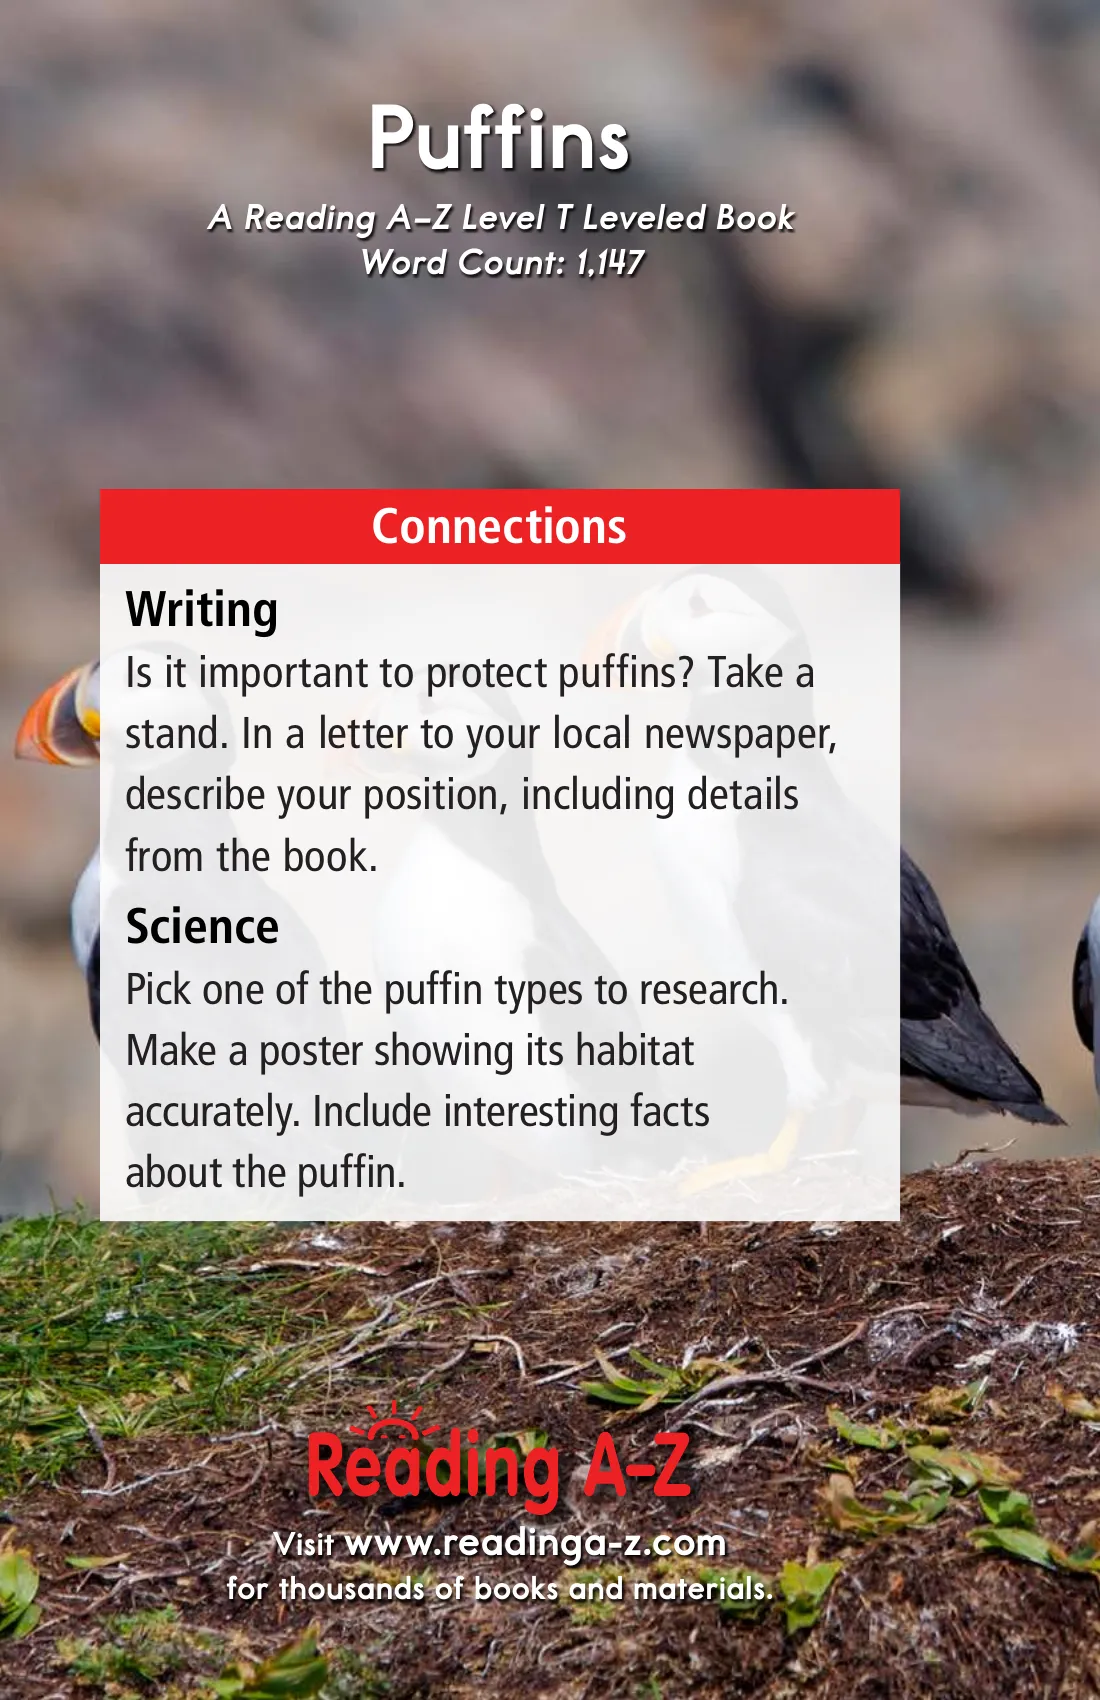 Puffins
A Reading A–Z Level T Leveled Book
Word Count: 1,147
Connections
Writing
Is it important to protect puffins? Take a
stand. In a letter to your local newspaper,
describe your position, including details
from the book.
Science
Pick one of the puffin types to research.
Make a poster showing its habitat
accurately. Include interesting facts
about the puffin.
Reading A–Z
Visit www.readinga-z.com
for thousands of books and materials.